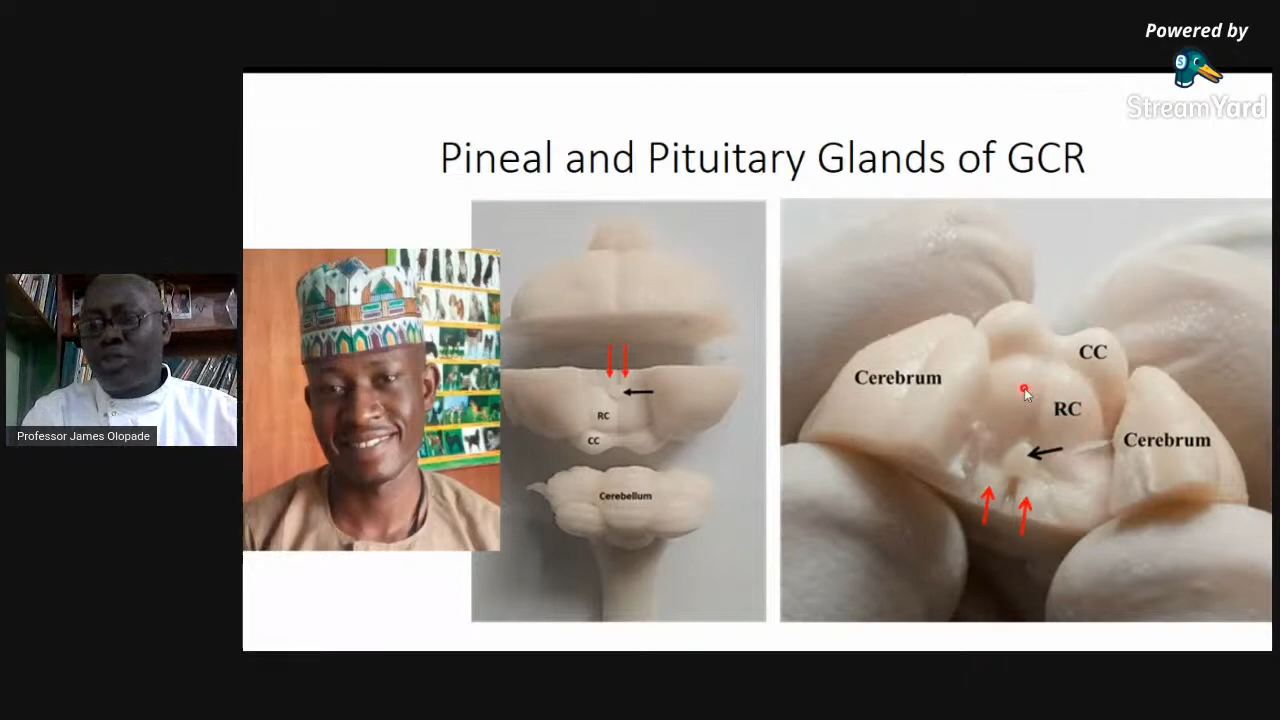 Powered by
StreamYard
Pineal and Pituitary Glands of GCR
Professor James Olopade
RC
CC
Cerebellum
Cerebrum
CC
RC
Cerebrum